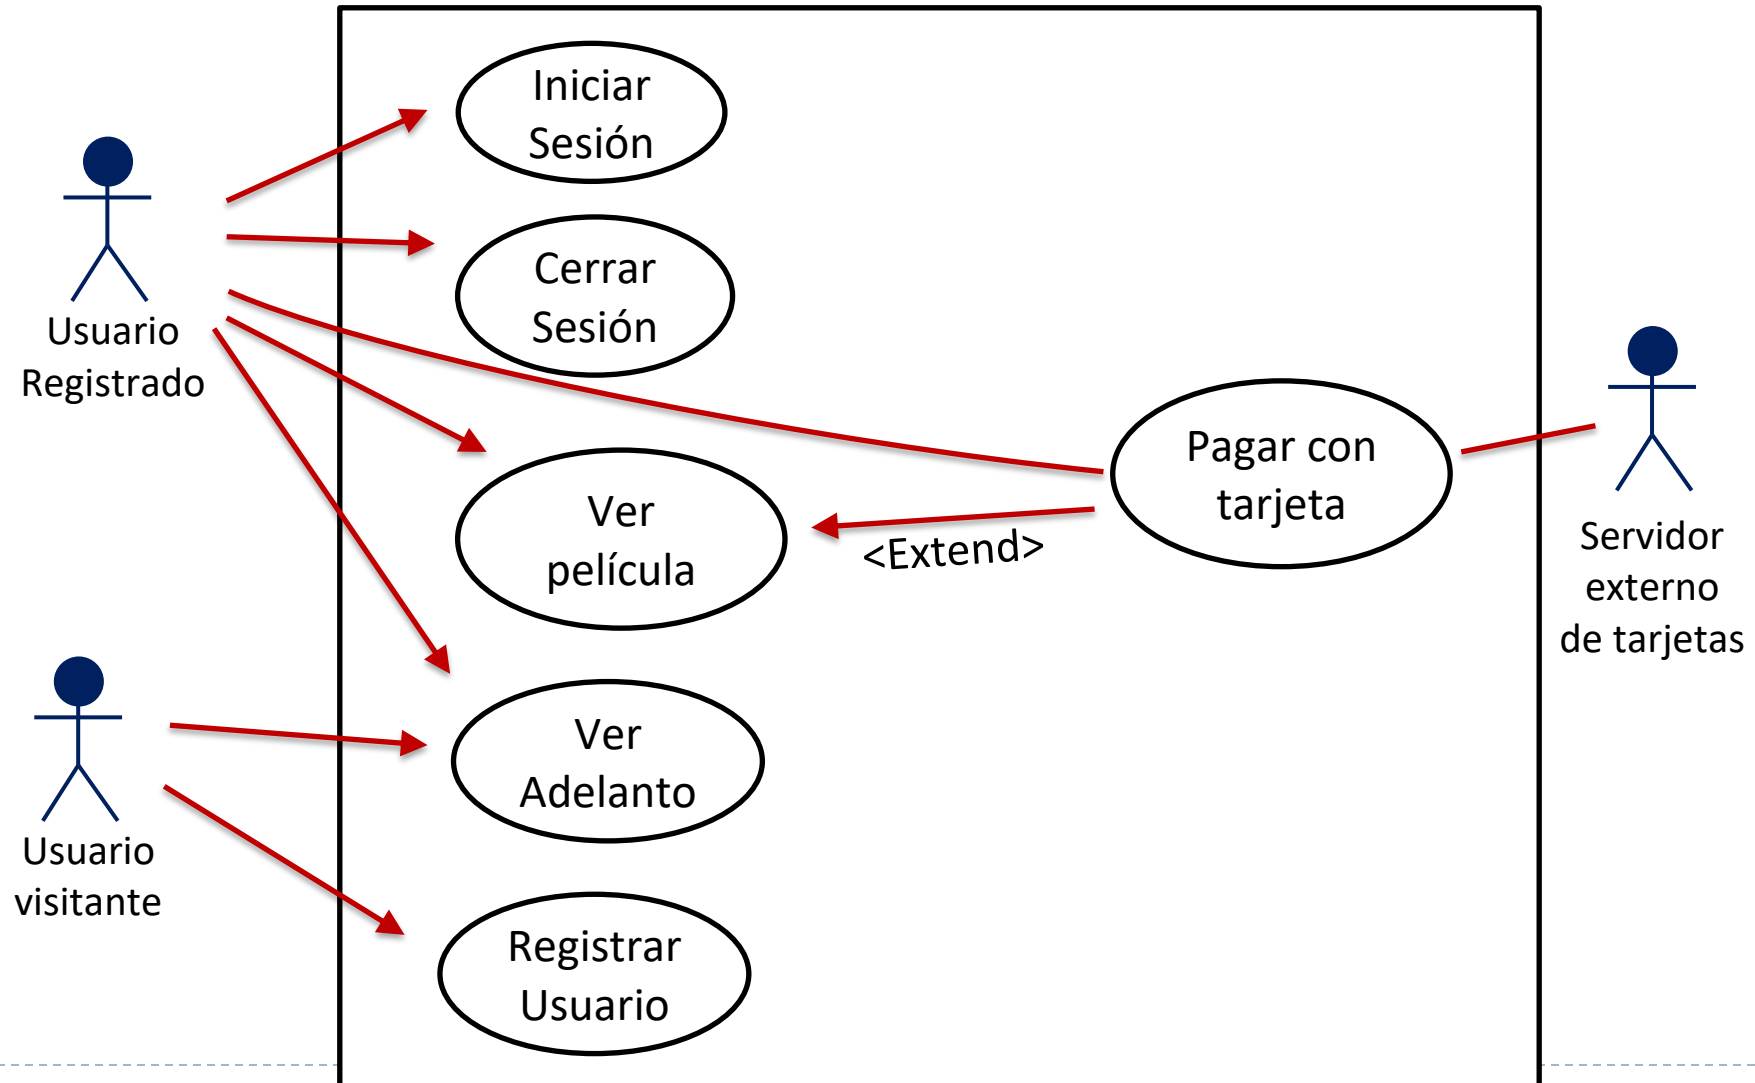 Iniciar
Sesión
Cerrar
Sesión
Usuario
Registrado
Pagar con
tarjeta
Ver
película
<Extend>
Servidor
externo
de tarjetas
Ver
Adelanto
Usuario
visitante
Registrar
Usuario